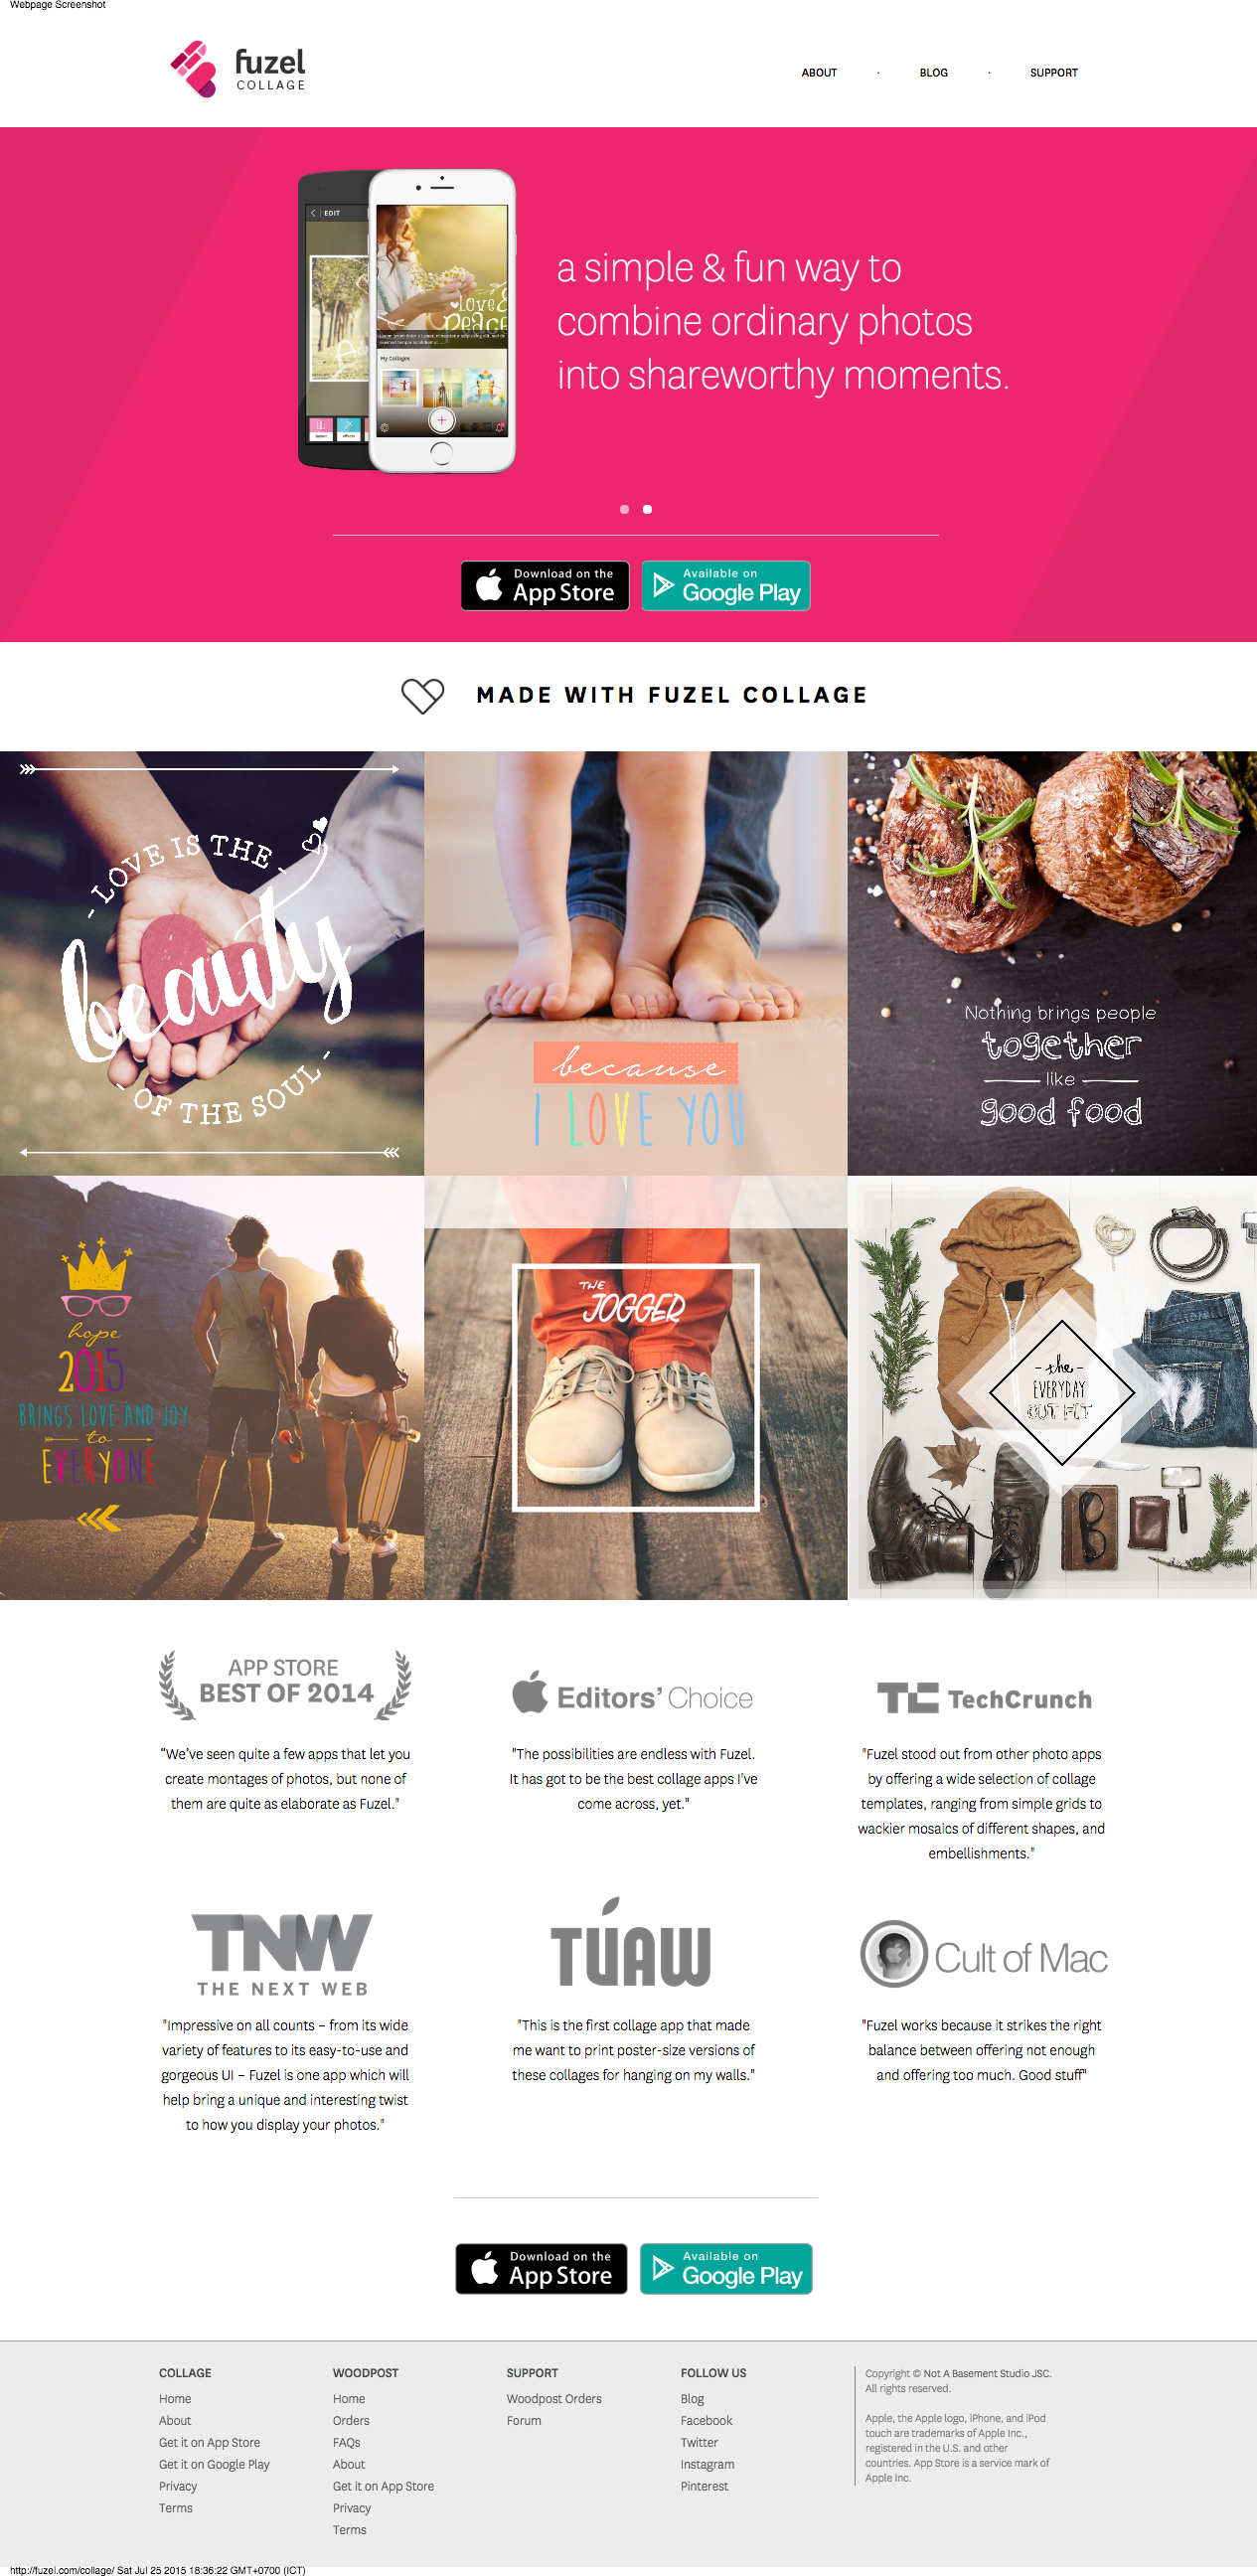 Webpage Screenshot
fuzel
COLLAGE
ABOUT · BLOG · SUPPORT
EDIT
LOVE &
PEACE
My Collages
a simple & fun way to
combine ordinary photos
into shareworthy moments.
Download on the
App Store
Available on
Google Play
MADE WITH FUZEL COLLAGE
- LOVE IS THE -
beauty
- OF THE SOUL -
because
I LOVE YOU
Nothing brings people
together
like
good food
hope
2015
BRINGS LOVE AND JOY
to
EVERYONE
THE
JOGGER
- the -
EVERYDAY
OUT FIT
APP STORE
BEST OF 2014
“We’ve seen quite a few apps that let you
create montages of photos, but none of
them are quite as elaborate as Fuzel."
Editors’ Choice
"The possibilities are endless with Fuzel.
It has got to be the best collage apps I've
come across, yet."
TC TechCrunch
"Fuzel stood out from other photo apps
by offering a wide selection of collage
templates, ranging from simple grids to
wackier mosaics of different shapes, and
embellishments."
TNW
THE NEXT WEB
"Impressive on all counts – from its wide
variety of features to its easy-to-use and
gorgeous UI – Fuzel is one app which will
help bring a unique and interesting twist
to how you display your photos."
TUAW
"This is the first collage app that made
me want to print poster-size versions of
these collages for hanging on my walls."
Cult of Mac
"Fuzel works because it strikes the right
balance between offering not enough
and offering too much. Good stuff"
Download on the
App Store
Available on
Google Play
COLLAGE
Home
About
Get it on App Store
Get it on Google Play
Privacy
Terms
WOODPOST
Home
Orders
FAQs
About
Get it on App Store
Privacy
Terms
SUPPORT
Woodpost Orders
Forum
FOLLOW US
Blog
Facebook
Twitter
Instagram
Pinterest
Copyright © Not A Basement Studio JSC.
All rights reserved.
Apple, the Apple logo, iPhone, and iPod
touch are trademarks of Apple Inc.,
registered in the U.S. and other
countries. App Store is a service mark of
Apple Inc.
http://fuzel.com/collage/ Sat Jul 25 2015 18:36:22 GMT+0700 (ICT)